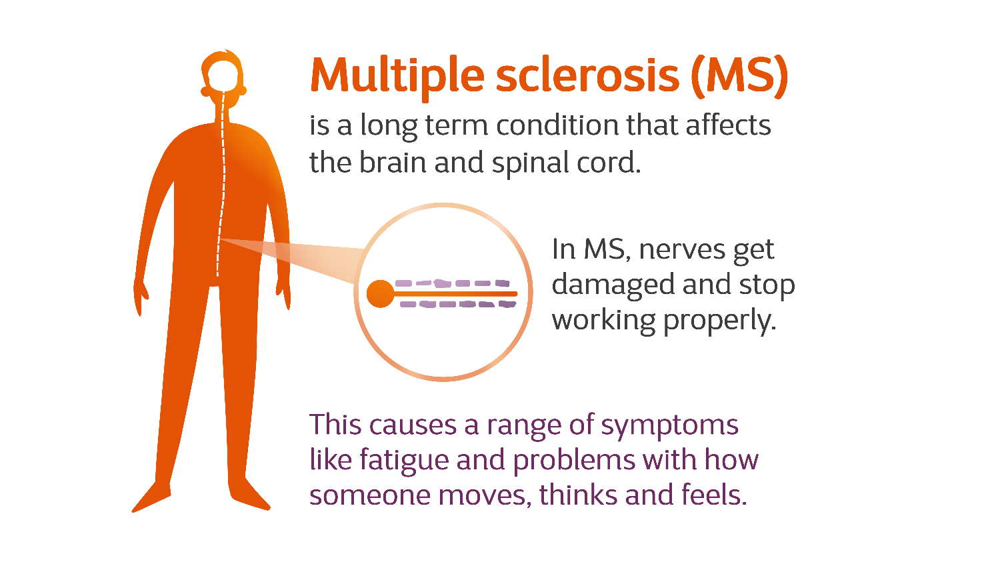 Multiple sclerosis (MS)
is a long term condition that affects
the brain and spinal cord.
In MS, nerves get
damaged and stop
working properly.
This causes a range of symptoms
like fatigue and problems with how
someone moves, thinks and feels.